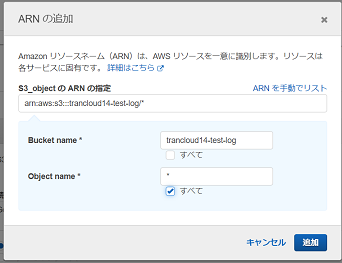 ARN の追加
×
Amazon リソースネーム（ARN）は、AWS リソースを一意に識別します。リソースは
各サービスに固有です。 詳細はこちら
S3_object の ARN の指定 ARN を手動でリスト
arn:aws:s3:::trancloud14-test-log/*
Bucket name * trancloud14-test-log
すべて
Object name * *
すべて
キャンセル 追加